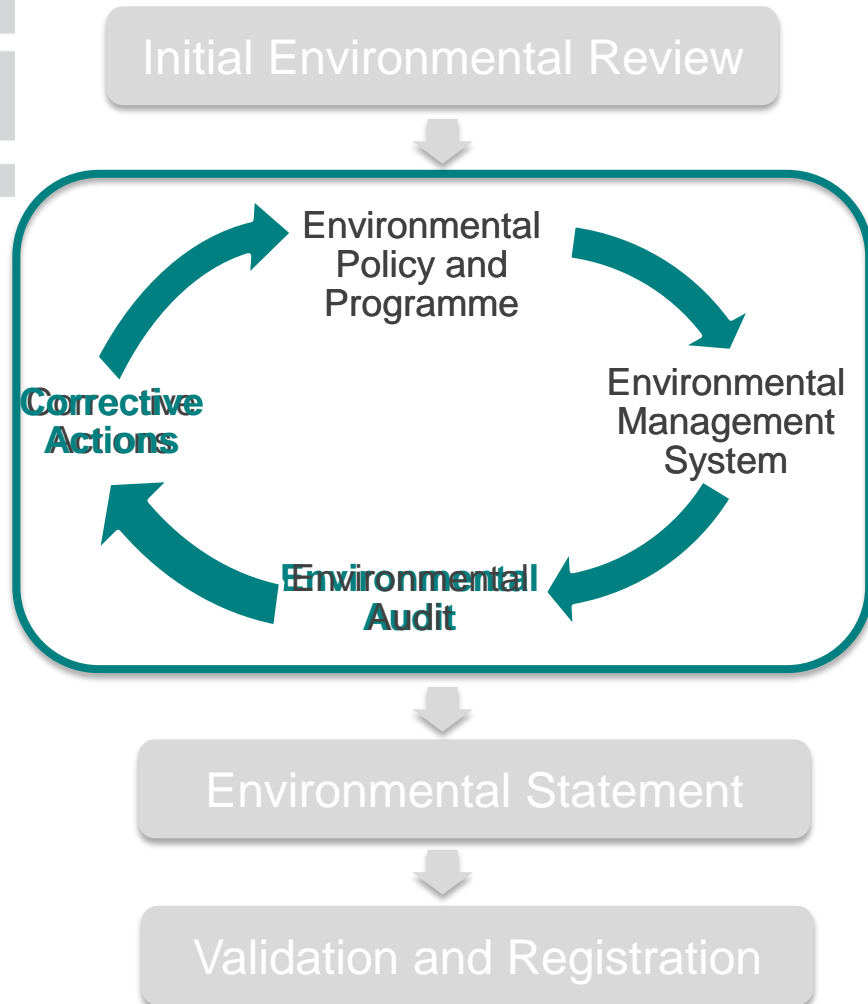 Initial Environmental Review
Environmental
Policy and
Programme
Environmental
Management
System
Corrective
Actions
Environmental
Audit
Environmental Statement
Validation and Registration